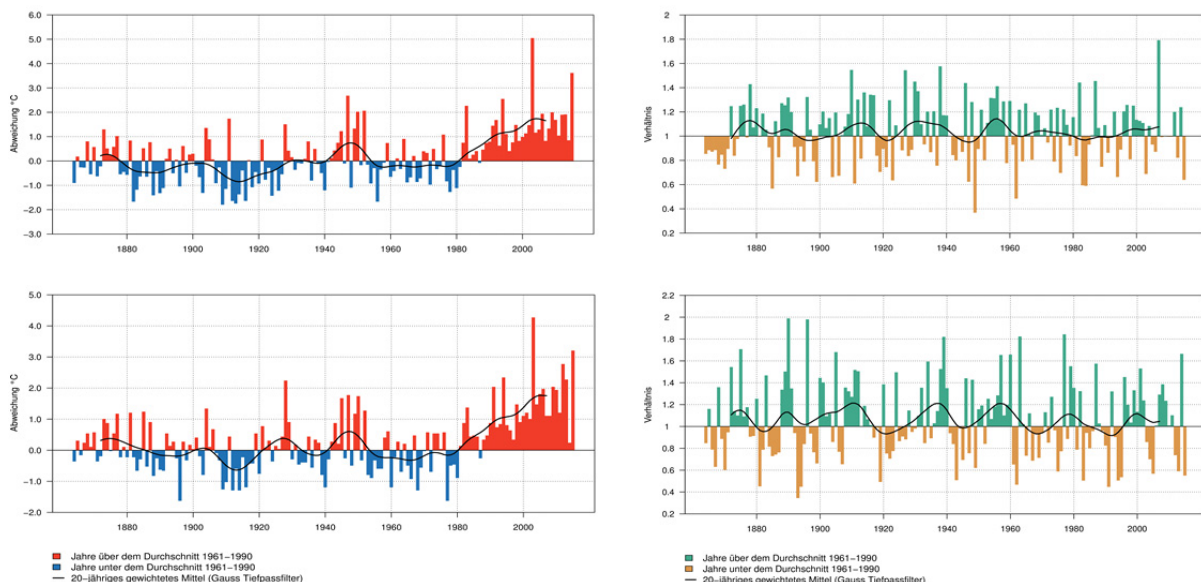 6.0
5.0
4.0
3.0
2.0
1.0
0.0
−1.0
−2.0
−3.0
Abweichung °C
1880 1900 1920 1940 1960 1980 2000
2
1.8
1.6
1.4
1.2
1
0.8
0.6
0.4
0.2
Verhältnis
1880 1900 1920 1940 1960 1980 2000
5.0
4.0
3.0
2.0
1.0
0.0
−1.0
−2.0
Abweichung °C
1880 1900 1920 1940 1960 1980 2000
2.2
2
1.8
1.6
1.4
1.2
1
0.8
0.6
0.4
0.2
Verhältnis
1880 1900 1920 1940 1960 1980 2000
Jahre über dem Durchschnitt 1961−1990
Jahre unter dem Durchschnitt 1961−1990
20−jähriges gewichtetes Mittel (Gauss Tiefpassfilter)
Jahre über dem Durchschnitt 1961−1990
Jahre unter dem Durchschnitt 1961−1990
20−jähriges gewichtetes Mittel (Gauss Tiefpassfilter)